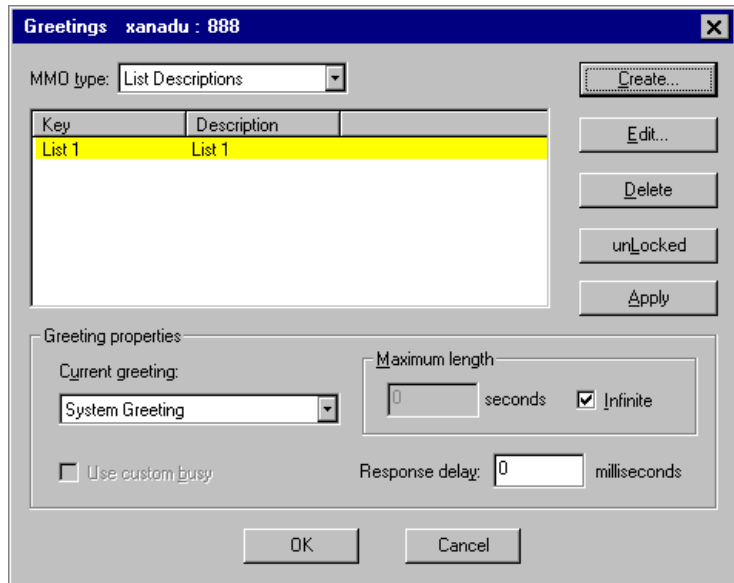 Greetings xanadu : 888
MMO type: List Descriptions
Create...
Key Description
List 1 List 1
Edit...
Delete
unLocked
Apply
Greeting properties
Current greeting:
System Greeting
Maximum length
0 seconds Infinite
Use custom busy
Response delay: 0 milliseconds
OK Cancel